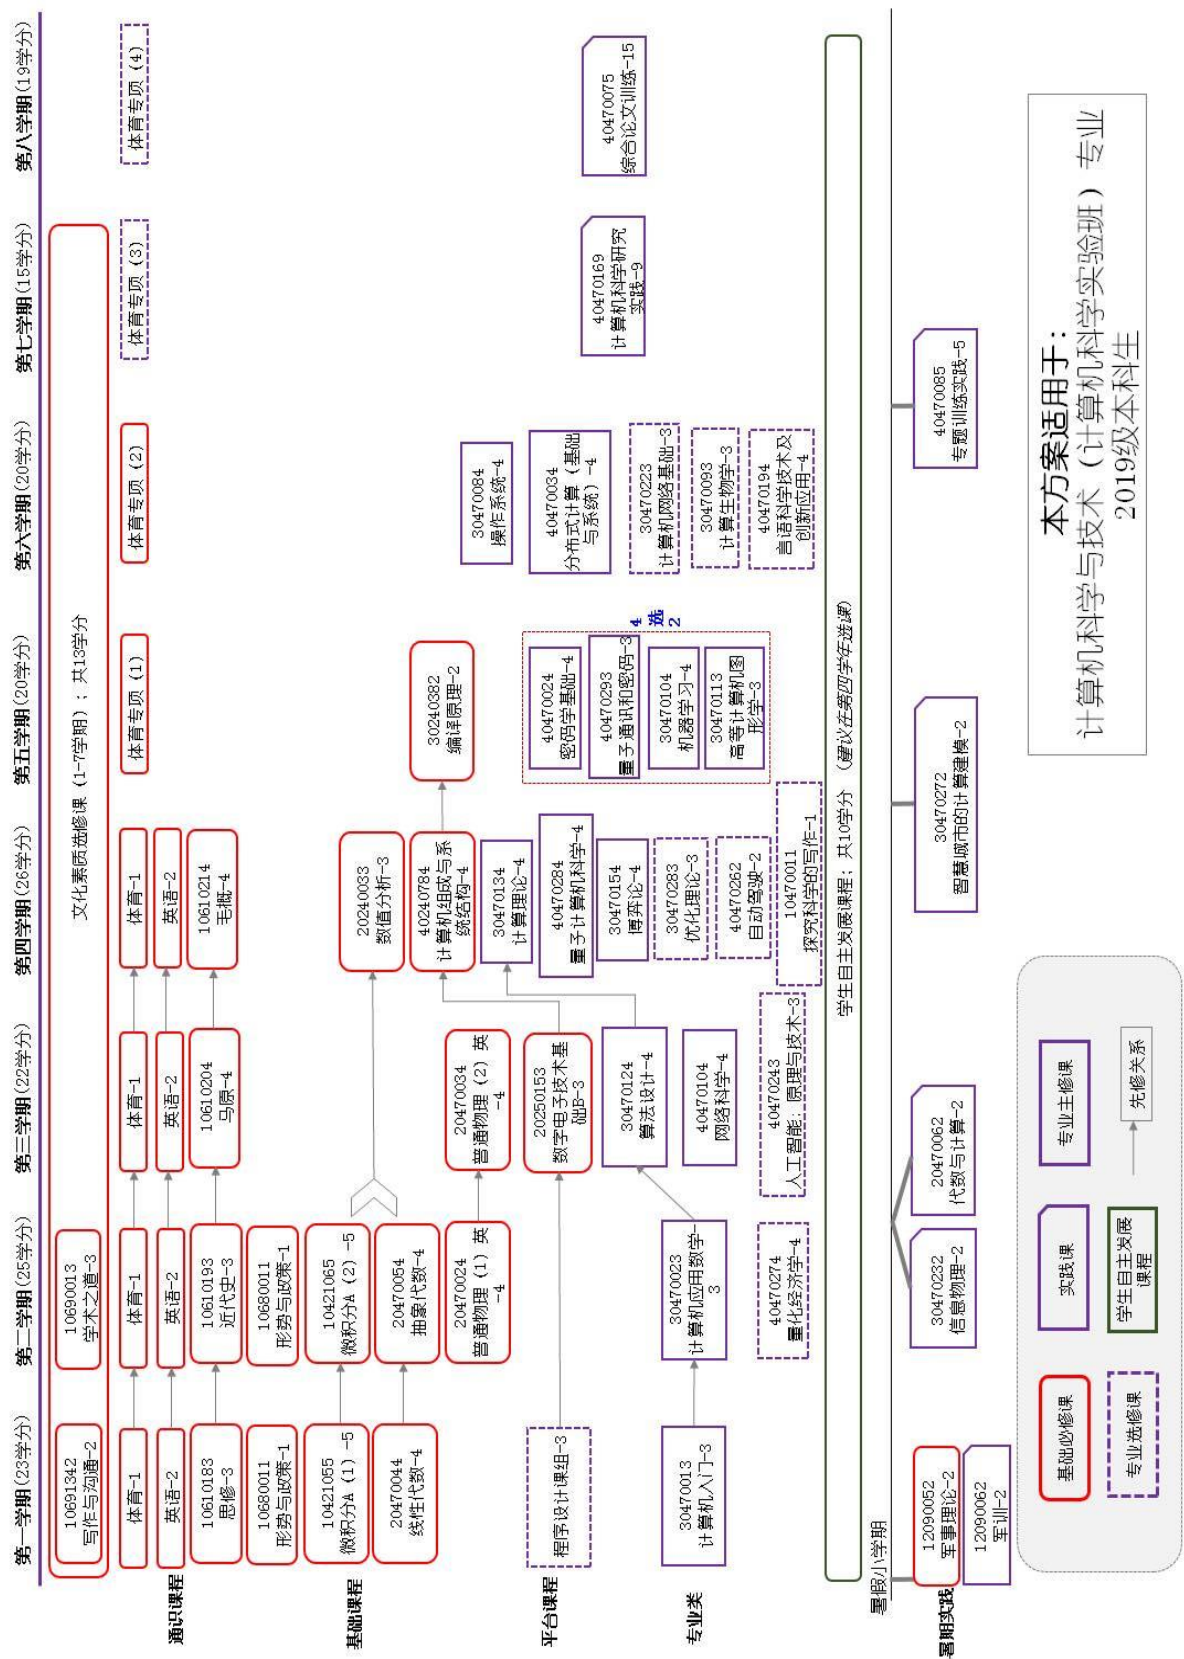 第一学期(23学分)
第二学期(25学分)
第三学期(22学分)
第四学期(26学分)
第五学期(20学分)
第六学期(20学分)
第七学期(15学分)
第八学期(19学分)
文化素质选修课（1-7学期）；共13学分
10691342
写作与沟通-2
10690013
学术之道-3
通识课程
体育-1
体育-1
体育-1
体育-1
体育专项（1）
体育专项（2）
体育专项（3）
体育专项（4）
英语-2
英语-2
英语-2
英语-2
10610183
思修-3
10610193
近代史-3
10610204
马原-4
10610214
毛概-4
10680011
形势与政策-1
10680011
形势与政策-1
基础课程
10421055
微积分A（1）-5
10421065
微积分A（2）-5
20240033
数值分析-3
20470044
线性代数-4
20470054
抽象代数-4
40240784
计算机组成与系
统结构-4
30240382
编译原理-2
20470024
普通物理（1）英
-4
20470034
普通物理（2）英
-4
平台课程
程序设计课组-3
20250153
数字电子技术基
础B-3
专业类
30470013
计算机入门-3
30470023
计算机应用数学-
3
40470274
量化经济学-4
30470124
算法设计-4
40470104
网络科学-4
40470243
人工智能：原理与技术-3
30470134
计算理论-4
40470284
量子计算机科学-4
30470154
博弈论-4
30470283
优化理论-3
40470262
自动驾驶-2
10470011
探究科学的写作-1
40470024
密码学基础-4
40470293
量子通讯和密码-3
30470104
机器学习-4
30470113
高等计算机图
形学-3
4
选
2
30470084
操作系统-4
40470034
分布式计算（基础
与系统）-4
30470223
计算机网络基础-3
30470093
计算生物学-3
40470194
言语科学技术及
创新应用-4
40470169
计算机科学研究
实践-9
40470075
综合论文训练-15
学生自主发展课程；共10学分 （建议在第四学年选课）
暑假小学期
暑期实践
12090052
军事理论-2
12090062
军训-2
30470232
信息物理-2
20470062
代数与计算-2
30470272
智慧城市的计算建模-2
40470085
专题训练实践-5
基础必修课
实践课
专业主修课
专业选修课
学生自主发展
课程
先修关系
本方案适用于：
计算机科学与技术（计算机科学实验班）专业
2019级本科生